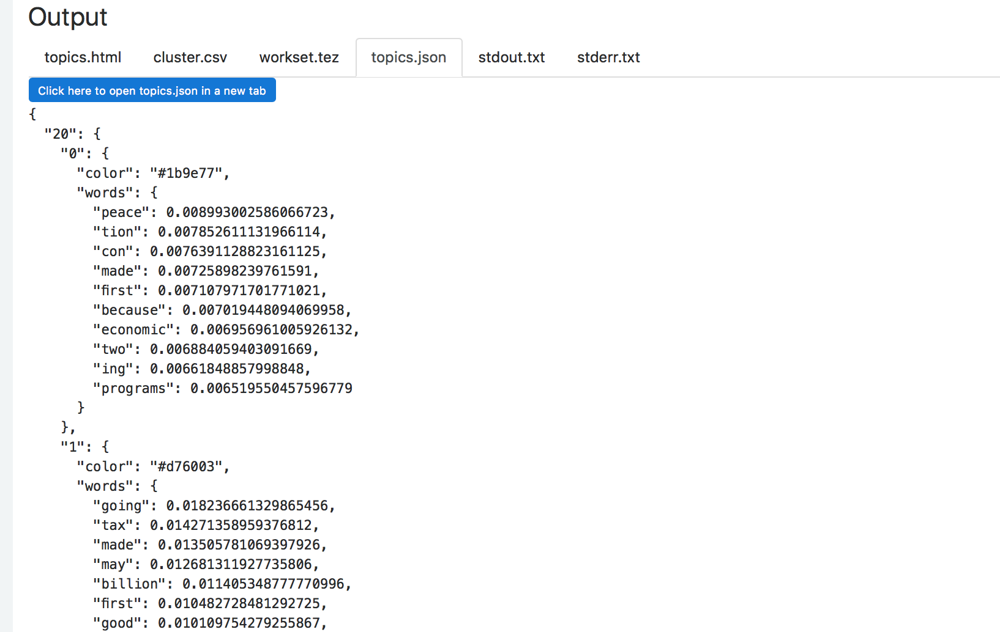 Output
topics.html cluster.csv workset.tez topics.json stdout.txt stderr.txt
Click here to open topics.json in a new tab
{
  "20": {
    "0": {
      "color": "#1b9e77",
      "words": {
        "peace": 0.008993002586066723,
        "tion": 0.007852611131966114,
        "con": 0.0076391128823161125,
        "made": 0.00725898239761591,
        "first": 0.007107971701771021,
        "because": 0.007019448094069958,
        "economic": 0.006956961005926132,
        "two": 0.006884059403091669,
        "ing": 0.00661848857998848,
        "programs": 0.006519550457596779
      }
    },
    "1": {
      "color": "#d76003",
      "words": {
        "going": 0.018236661329865456,
        "tax": 0.014271358959376812,
        "made": 0.013505781069397926,
        "may": 0.012681311927735806,
        "billion": 0.011405348777770996,
        "first": 0.010482728481292725,
        "good": 0.010109754279255867,